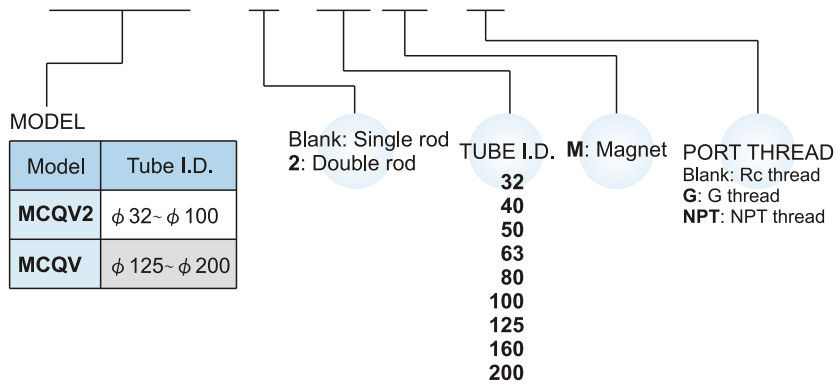 MODEL
Model Tube I.D.
MCQV2 ϕ 32~ ϕ 100
MCQV ϕ 125~ ϕ 200
Blank: Single rod
2: Double rod
TUBE I.D.
32
40
50
63
80
100
125
160
200
M: Magnet
PORT THREAD
Blank: Rc thread
G: G thread
NPT: NPT thread